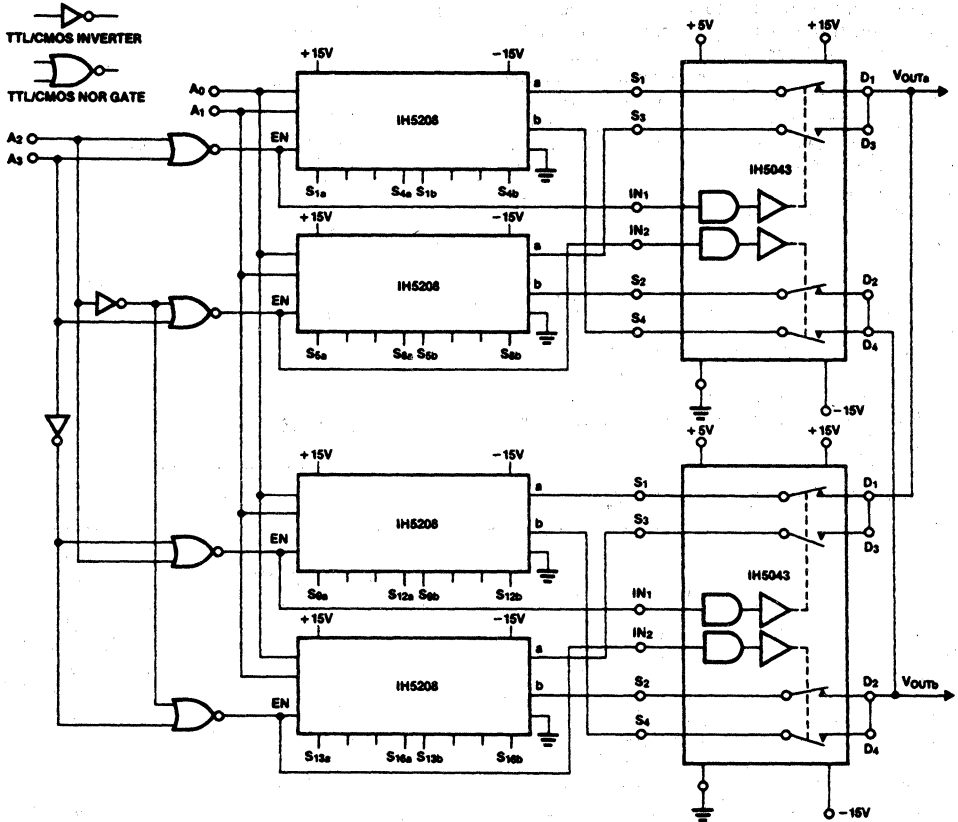 TTL/CMOS INVERTER
TTL/CMOS NOR GATE
A0
A1
A2
A3
+15V
-15V
IH5208
EN
a
b
S1a
S4a
S1b
S4b
+15V
-15V
IH5208
EN
a
b
S5a
S8a
S5b
S8b
S1
S3
IN1
IN2
S2
S4
+5V
+15V
IH5043
D1
D3
D2
D4
-15V
VOUTa
+15V
-15V
IH5208
EN
a
b
S9a
S12a
S9b
S12b
+15V
-15V
IH5208
EN
a
b
S13a
S16a
S13b
S16b
S1
S3
IN1
IN2
S2
S4
+5V
+15V
IH5043
D1
D3
D2
D4
-15V
VOUTb